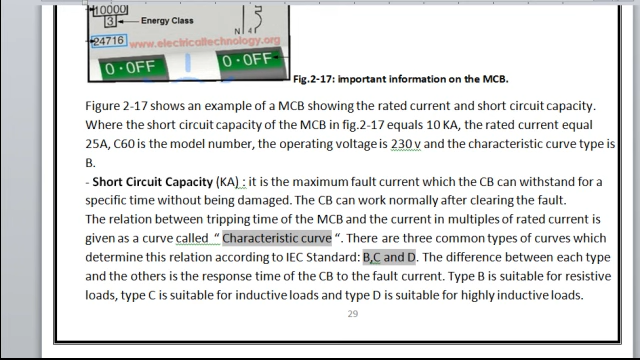 10000
3 Energy Class
N 4
24716
www.electricaltechnology.org
O·OFF O·OFF
Fig.2-17: important information on the MCB.
Figure 2-17 shows an example of a MCB showing the rated current and short circuit capacity.
Where the short circuit capacity of the MCB in fig.2-17 equals 10 KA, the rated current equal
25A, C60 is the model number, the operating voltage is 230 v and the characteristic curve type is
B.
- Short Circuit Capacity (KA) : it is the maximum fault current which the CB can withstand for a
specific time without being damaged. The CB can work normally after clearing the fault.
The relation between tripping time of the MCB and the current in multiples of rated current is
given as a curve called “ Characteristic curve “. There are three common types of curves which
determine this relation according to IEC Standard: B,C and D. The difference between each type
and the others is the response time of the CB to the fault current. Type B is suitable for resistive
loads, type C is suitable for inductive loads and type D is suitable for highly inductive loads.
29